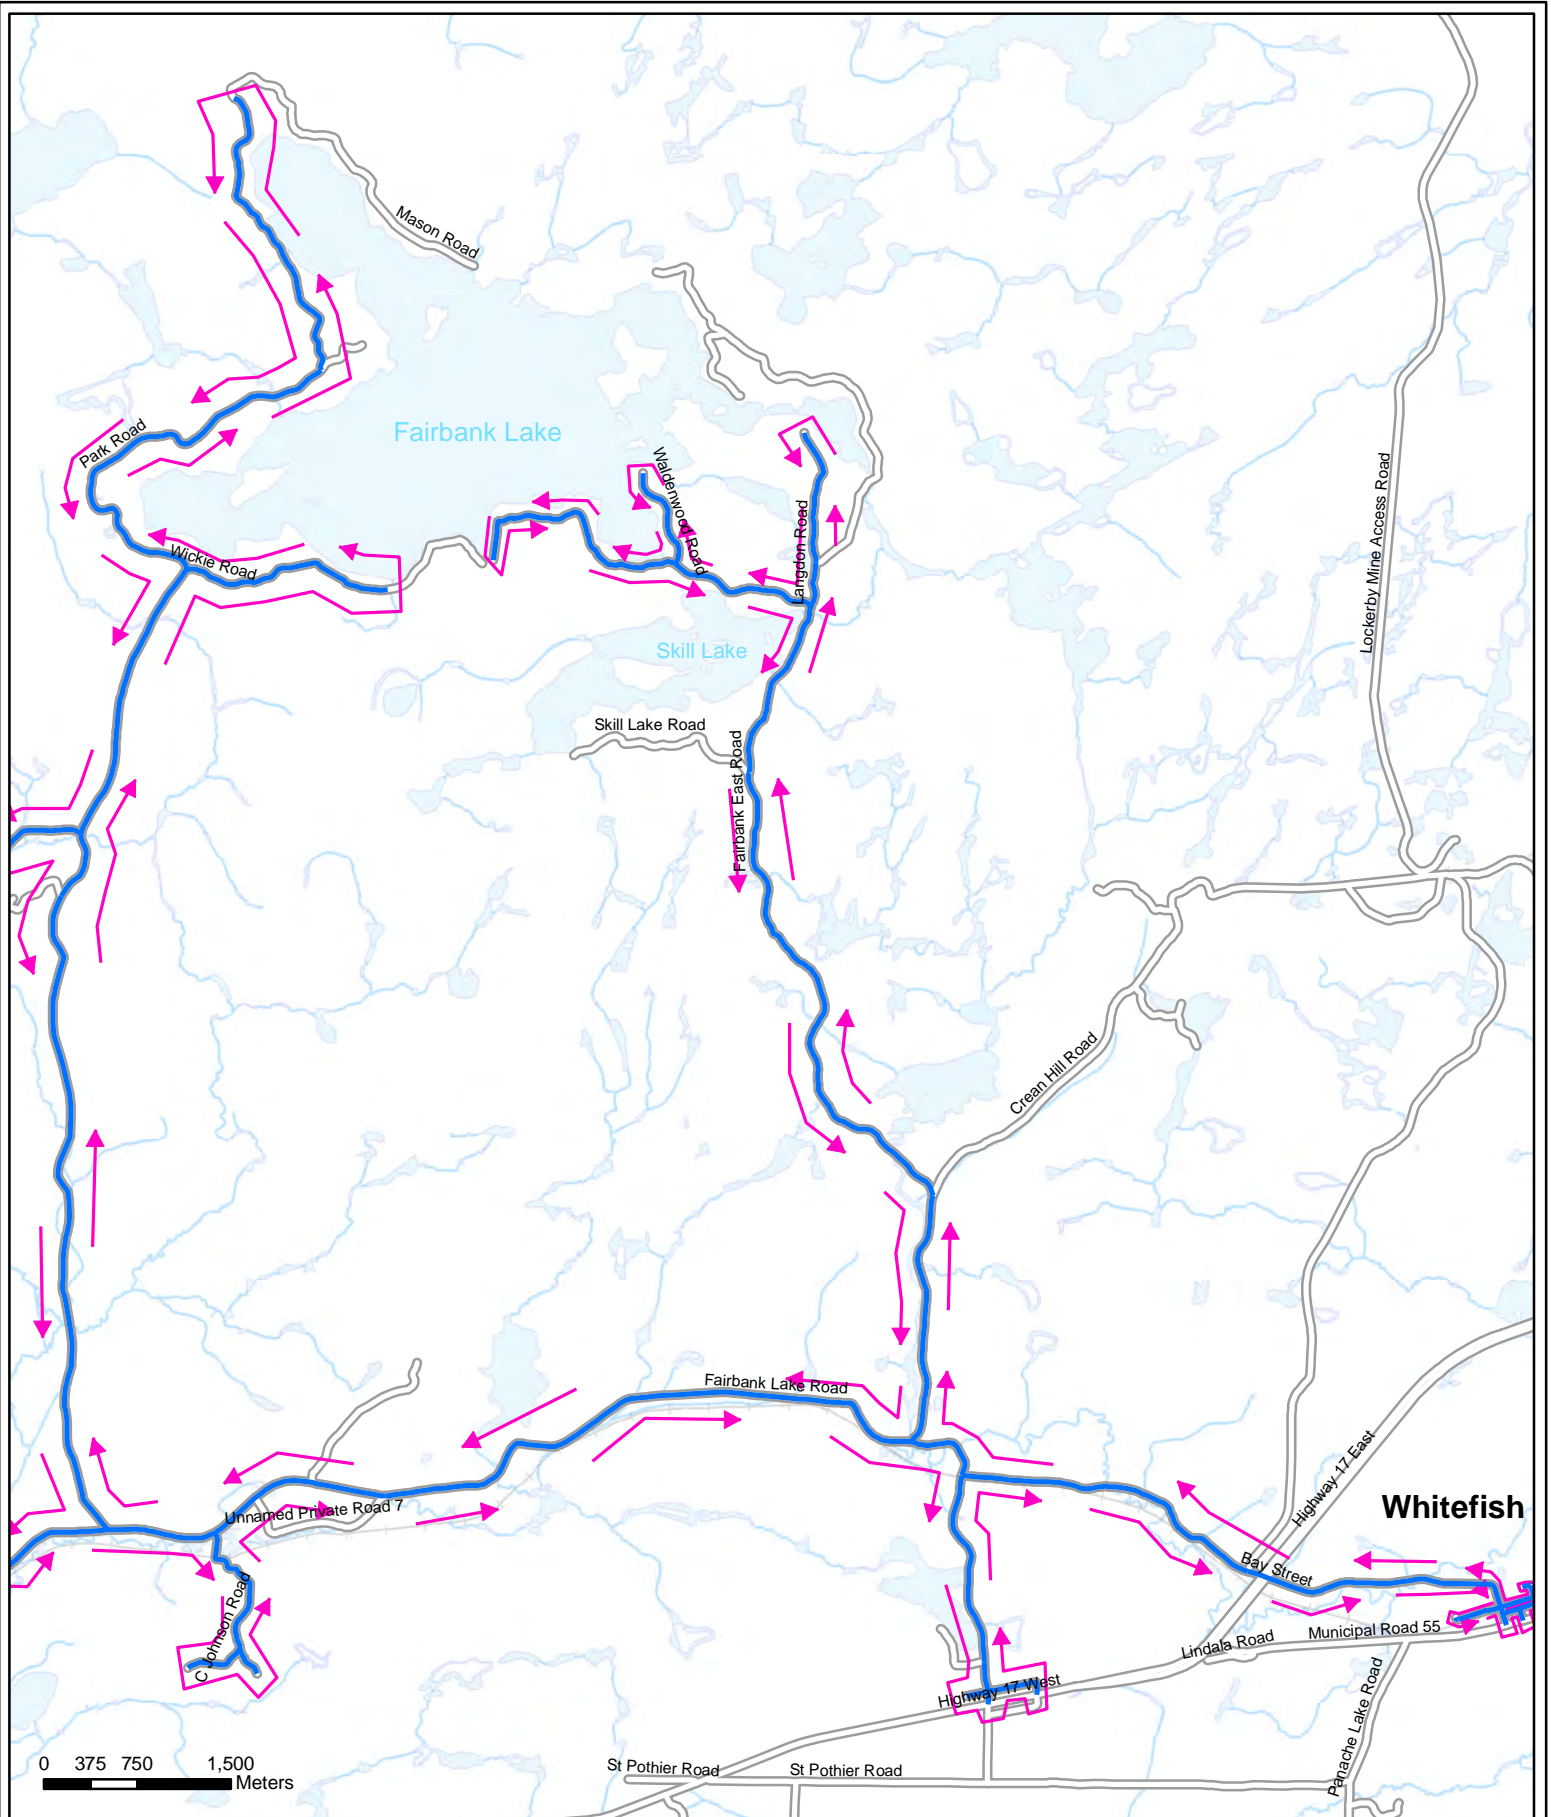 Mason Road
Fairbank Lake
Park Road
Waldenwood Road
Langdon Road
Wickie Road
Lockerby Mine Access Road
Skill Lake
Skill Lake Road
Fairbank East Road
Crean Hill Road
Fairbank Lake Road
Highway 17 East
Whitefish
Unnamed Private Road 7
Bay Street
C Johnson Road
Municipal Road 55
Lindala Road
Highway 17 West
Panache Lake Road
St Pothier Road
St Pothier Road
0 375 750 1,500
Meters